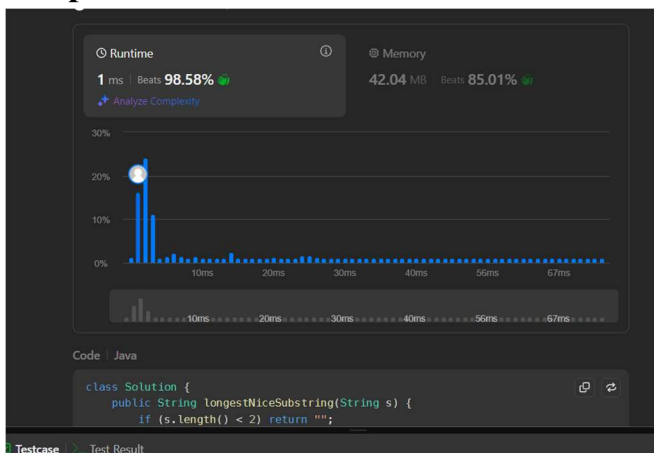 Runtime
1 ms | Beats 98.58%
Analyze Complexity
Memory
42.04 MB | Beats 85.01%
30%
20%
10%
0%
10ms 20ms 30ms 40ms 56ms 67ms
10ms 20ms 30ms 40ms 56ms 67ms
Code | Java
class Solution {
public String longestNiceSubstring(String s) {
if (s.length() < 2) return "";
Testcase >_ Test Result